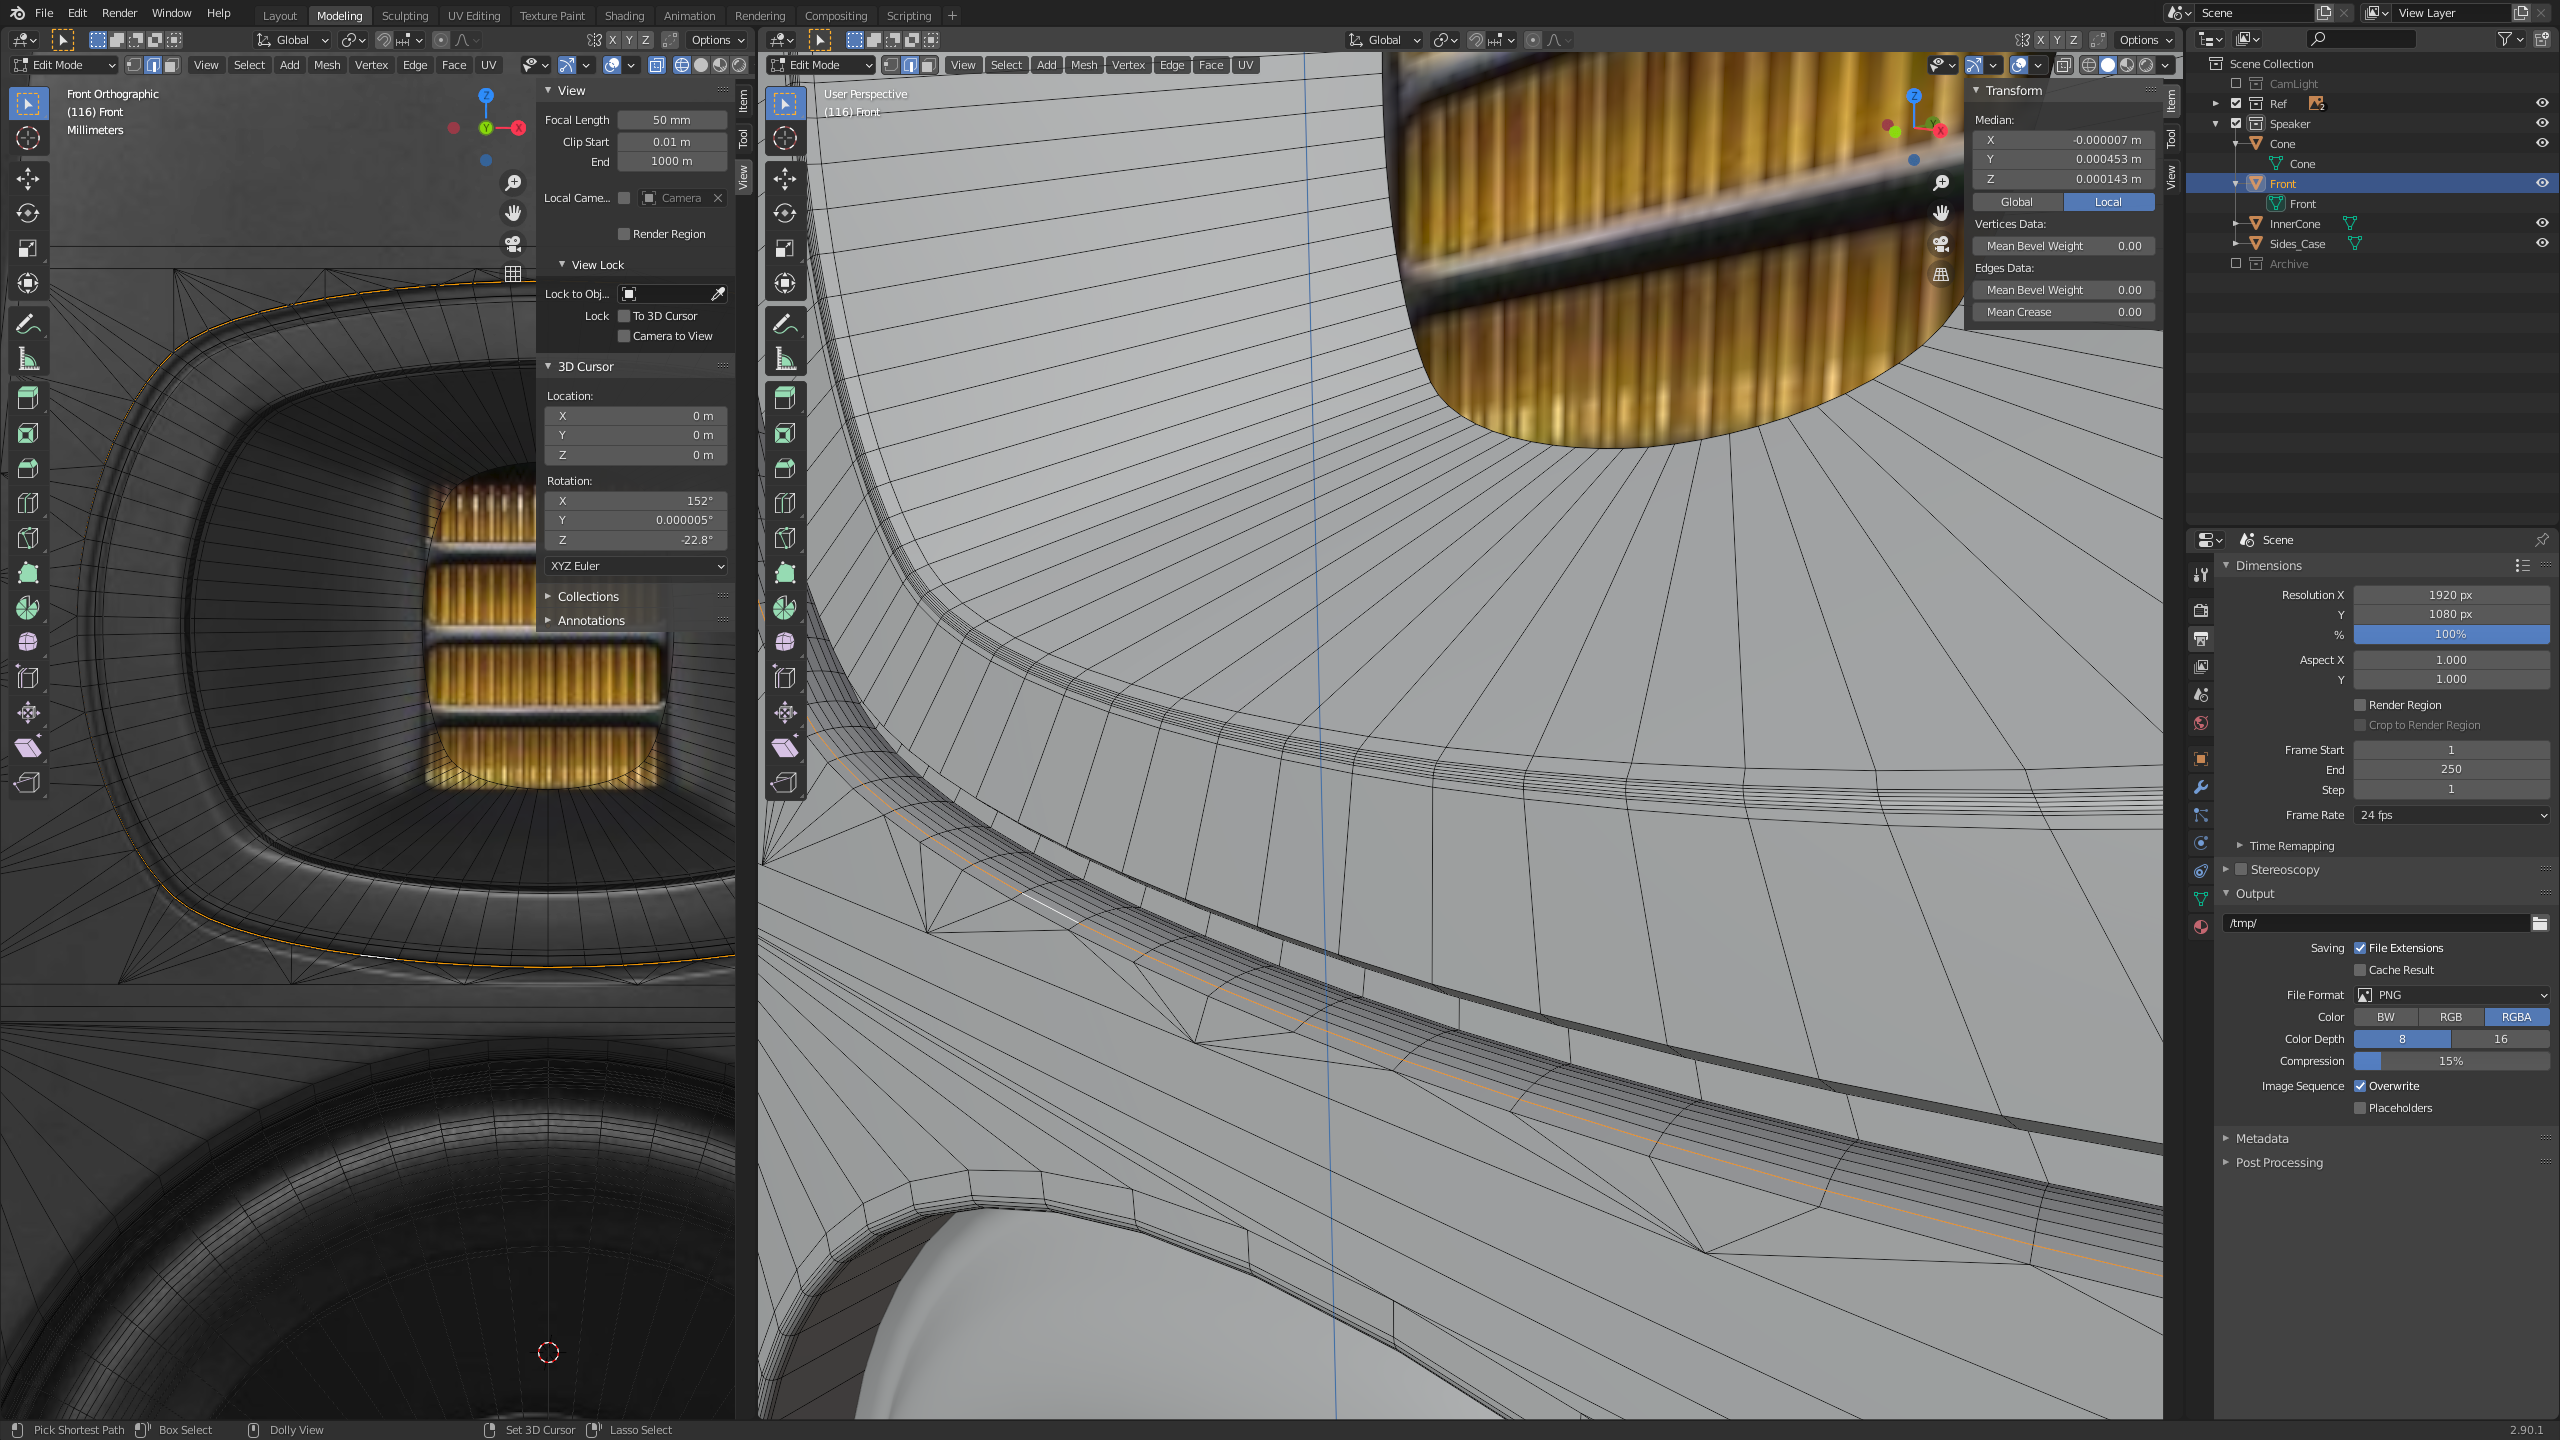 File Edit Render Window Help Layout Modeling Sculpting UV Editing Texture Paint Shading Animation Rendering Compositing Scripting + Scene View Layer
Global X Y Z Options Global X Y Z Options
Edit Mode View Select Add Mesh Vertex Edge Face UV Edit Mode View Select Add Mesh Vertex Edge Face UV
Front Orthographic
(116) Front
Millimeters
Z
Y
X
View
Focal Length 50 mm
Clip Start 0.01 m
End 1000 m
Local Came... Camera
Render Region
View Lock
Lock to Obj...
Lock To 3D Cursor
Camera to View
3D Cursor
Location:
X 0 m
Y 0 m
Z 0 m
Rotation:
X 152°
Y 0.000005°
Z -22.8°
XYZ Euler
Collections
Annotations
Item
Tool
View
User Perspective
(116) Front
Z
Y
X
Transform
Median:
X -0.000007 m
Y 0.000453 m
Z 0.000143 m
Global Local
Vertices Data:
Mean Bevel Weight 0.00
Edges Data:
Mean Bevel Weight 0.00
Mean Crease 0.00
Item
Tool
View
Scene Collection
CamLight
Ref 2
Speaker
Cone
Cone
Front
Front
InnerCone
Sides_Case
Archive
Scene
Dimensions
Resolution X 1920 px
Y 1080 px
% 100%
Aspect X 1.000
Y 1.000
Render Region
Crop to Render Region
Frame Start 1
End 250
Step 1
Frame Rate 24 fps
Time Remapping
Stereoscopy
Output
/tmp/
Saving File Extensions
Cache Result
File Format PNG
Color BW RGB RGBA
Color Depth 8 16
Compression 15%
Image Sequence Overwrite
Placeholders
Metadata
Post Processing
Pick Shortest Path Box Select Dolly View Set 3D Cursor Lasso Select 2.90.1